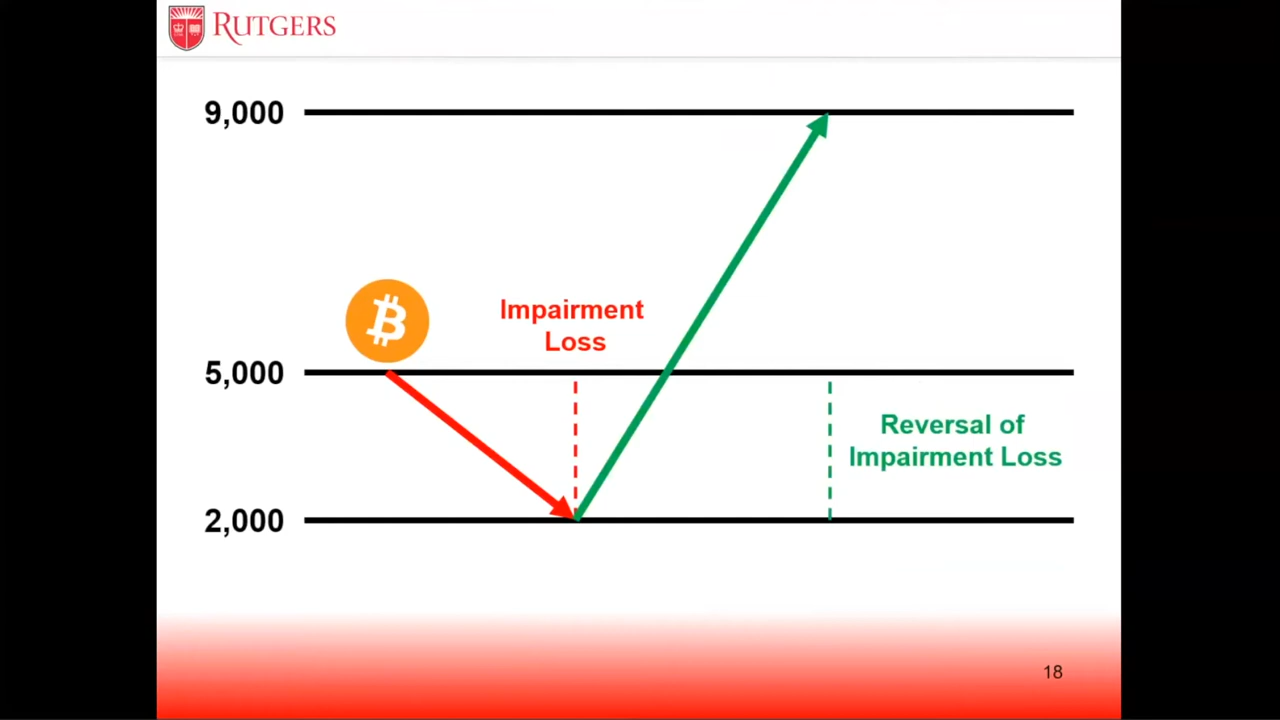 RUTGERS
9,000
Impairment
Loss
5,000
Reversal of
Impairment Loss
2,000
18